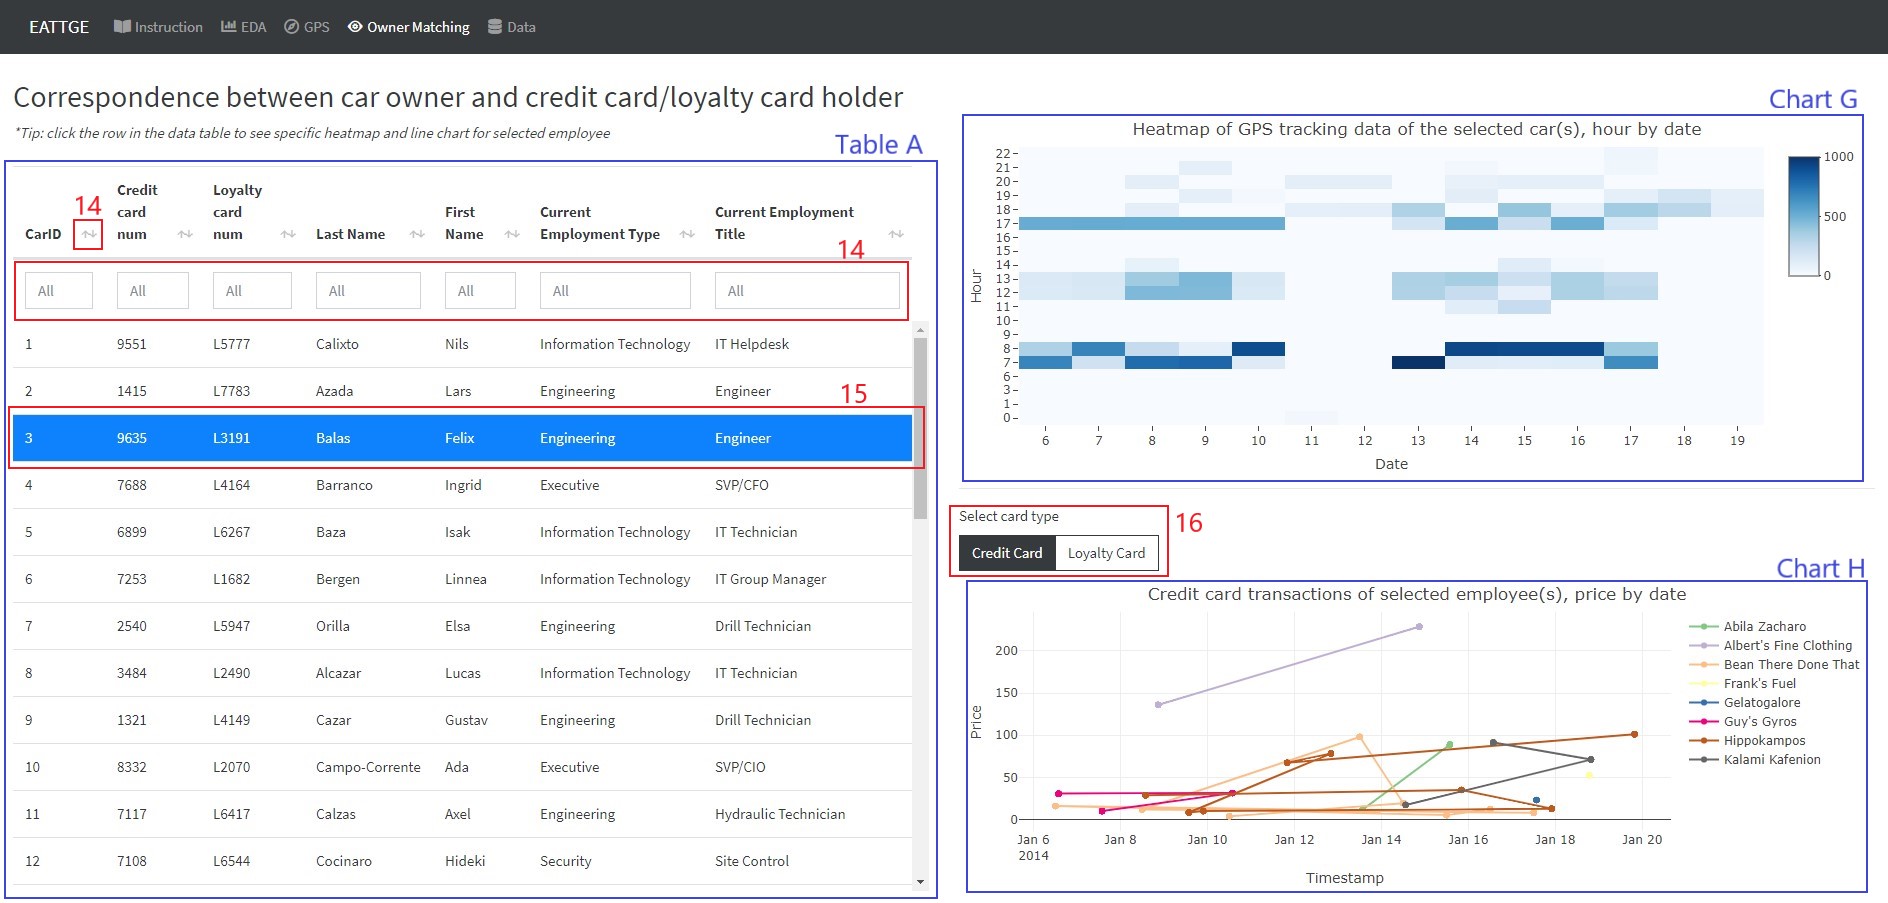 EATTGE Instruction EDA GPS Owner Matching Data
Correspondence between car owner and credit card/loyalty card holder
*Tip: click the row in the data table to see specific heatmap and line chart for selected employee
Table A
CarID
14
Credit card num
Loyalty card num
Last Name
First Name
Current Employment Type
Current Employment Title
14
All All All All All All All
1 9551 L5777 Calixto Nils Information Technology IT Helpdesk
2 1415 L7783 Azada Lars Engineering Engineer
15
3 9635 L3191 Balas Felix Engineering Engineer
4 7688 L4164 Barranco Ingrid Executive SVP/CFO
5 6899 L6267 Baza Isak Information Technology IT Technician
6 7253 L1682 Bergen Linnea Information Technology IT Group Manager
7 2540 L5947 Orilla Elsa Engineering Drill Technician
8 3484 L2490 Alcazar Lucas Information Technology IT Technician
9 1321 L4149 Cazar Gustav Engineering Drill Technician
10 8332 L2070 Campo-Corrente Ada Executive SVP/CIO
11 7117 L6417 Calzas Axel Engineering Hydraulic Technician
12 7108 L6544 Cocinaro Hideki Security Site Control
Chart G
Heatmap of GPS tracking data of the selected car(s), hour by date
Hour
22
21
20
19
18
17
16
15
14
13
12
11
10
8
7
6
3
1
0
6 7 8 9 10 11 12 13 14 15 16 17 18 19
Date
1000
500
0
Select card type
16
Credit Card Loyalty Card
Chart H
Credit card transactions of selected employee(s), price by date
Price
200
150
100
50
0
Jan 6 Jan 8 Jan 10 Jan 12 Jan 14 Jan 16 Jan 18 Jan 20
2014
Timestamp
Abila Zacharo
Albert's Fine Clothing
Bean There Done That
Frank's Fuel
Gelatogalore
Guy's Gyros
Hippokampos
Kalami Kafenion